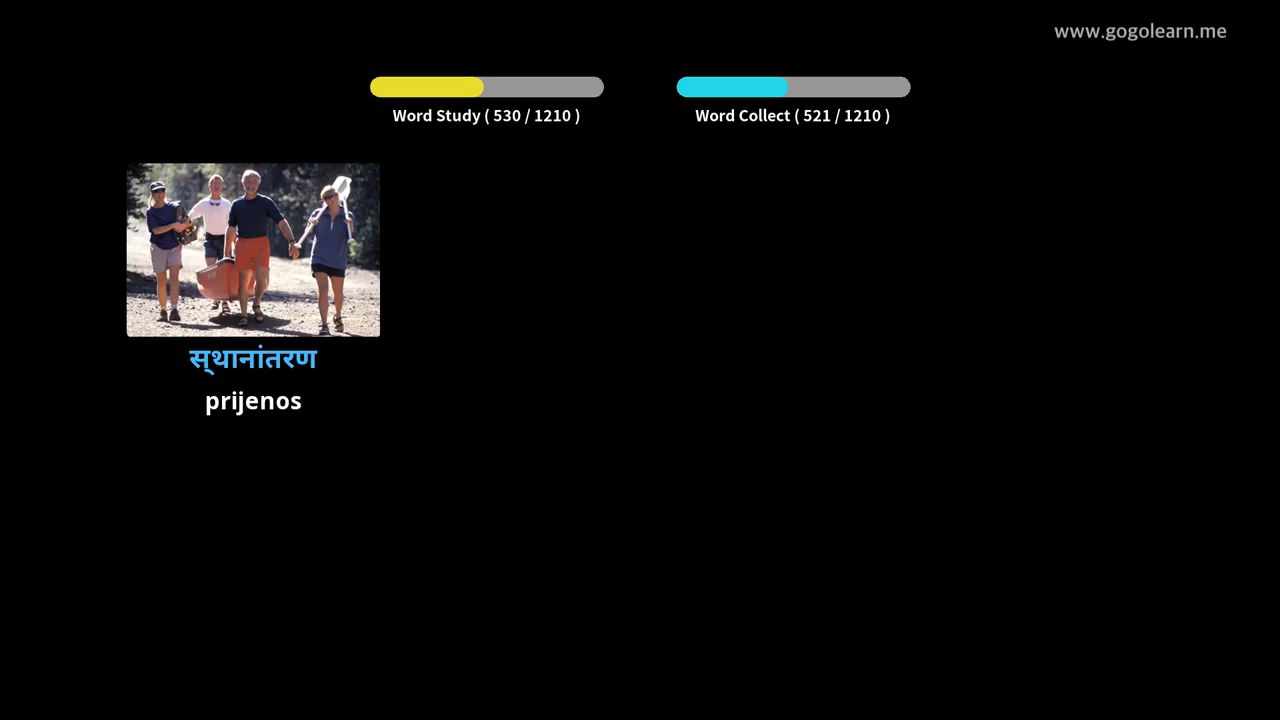 www.gogolearn.me
Word Study ( 530 / 1210 )
Word Collect ( 521 / 1210 )
स्थानांतरण
prijenos